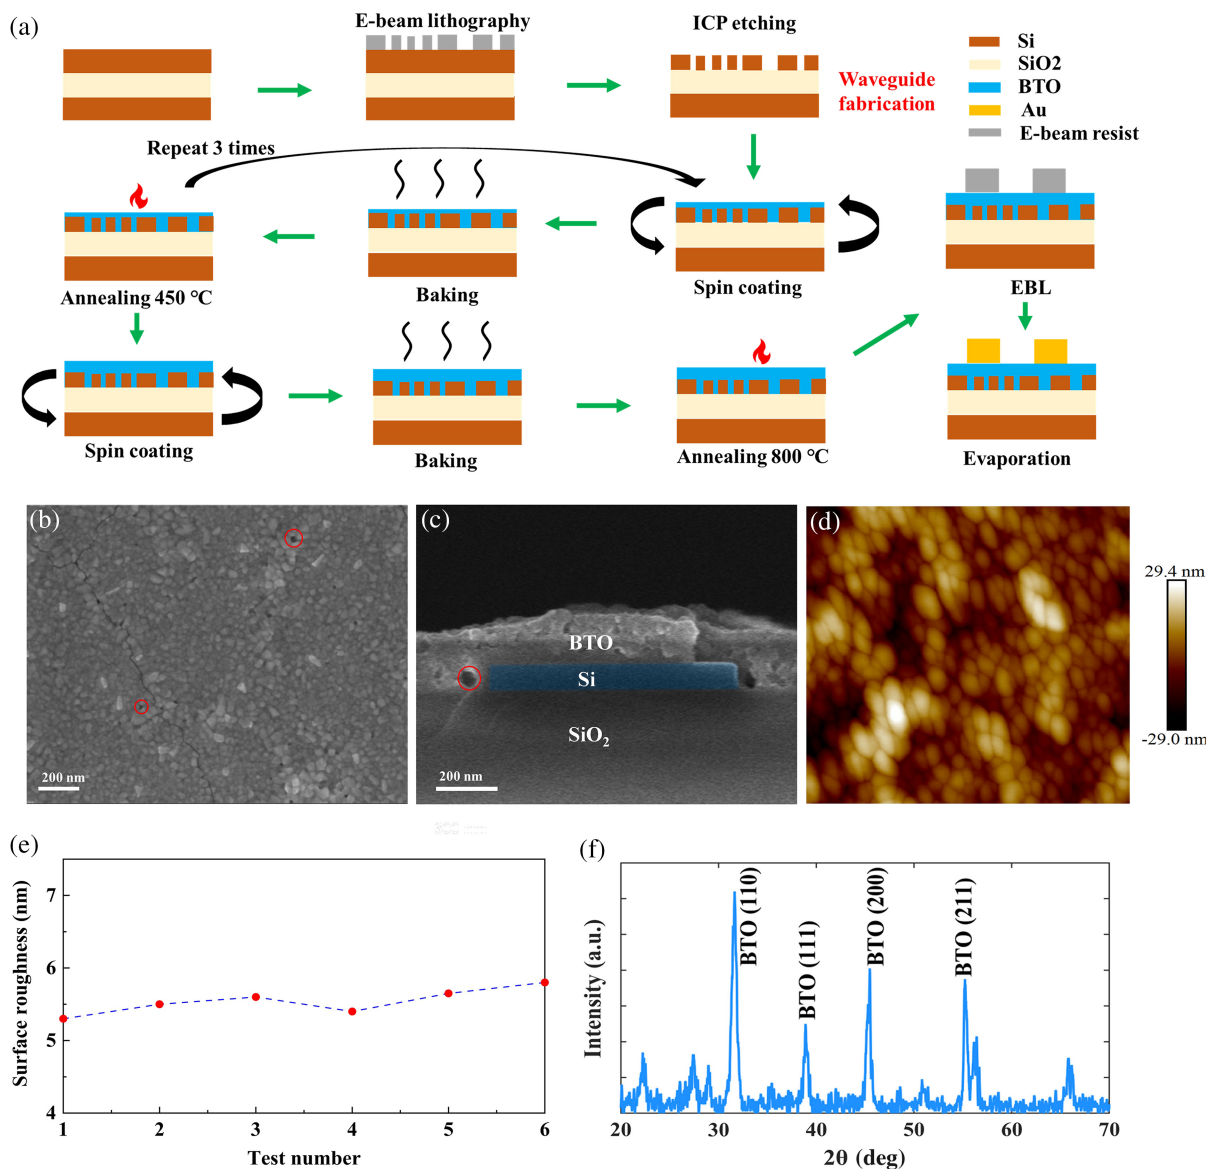 (a)
E-beam lithography
ICP etching
Si
SiO2
BTO
Au
E-beam resist
Waveguide
fabrication
Repeat 3 times
Annealing 450 °C
Baking
Spin coating
EBL
Spin coating
Baking
Annealing 800 °C
Evaporation
(b)
200 nm
(c)
BTO
Si
SiO₂
200 nm
(d)
29.4 nm
-29.0 nm
(e)
Surface roughness (nm)
7
6
5
4
1 2 3 4 5 6
Test number
(f)
Intensity (a.u.)
BTO (110)
BTO (111)
BTO (200)
BTO (211)
20 30 40 50 60 70
2θ (deg)